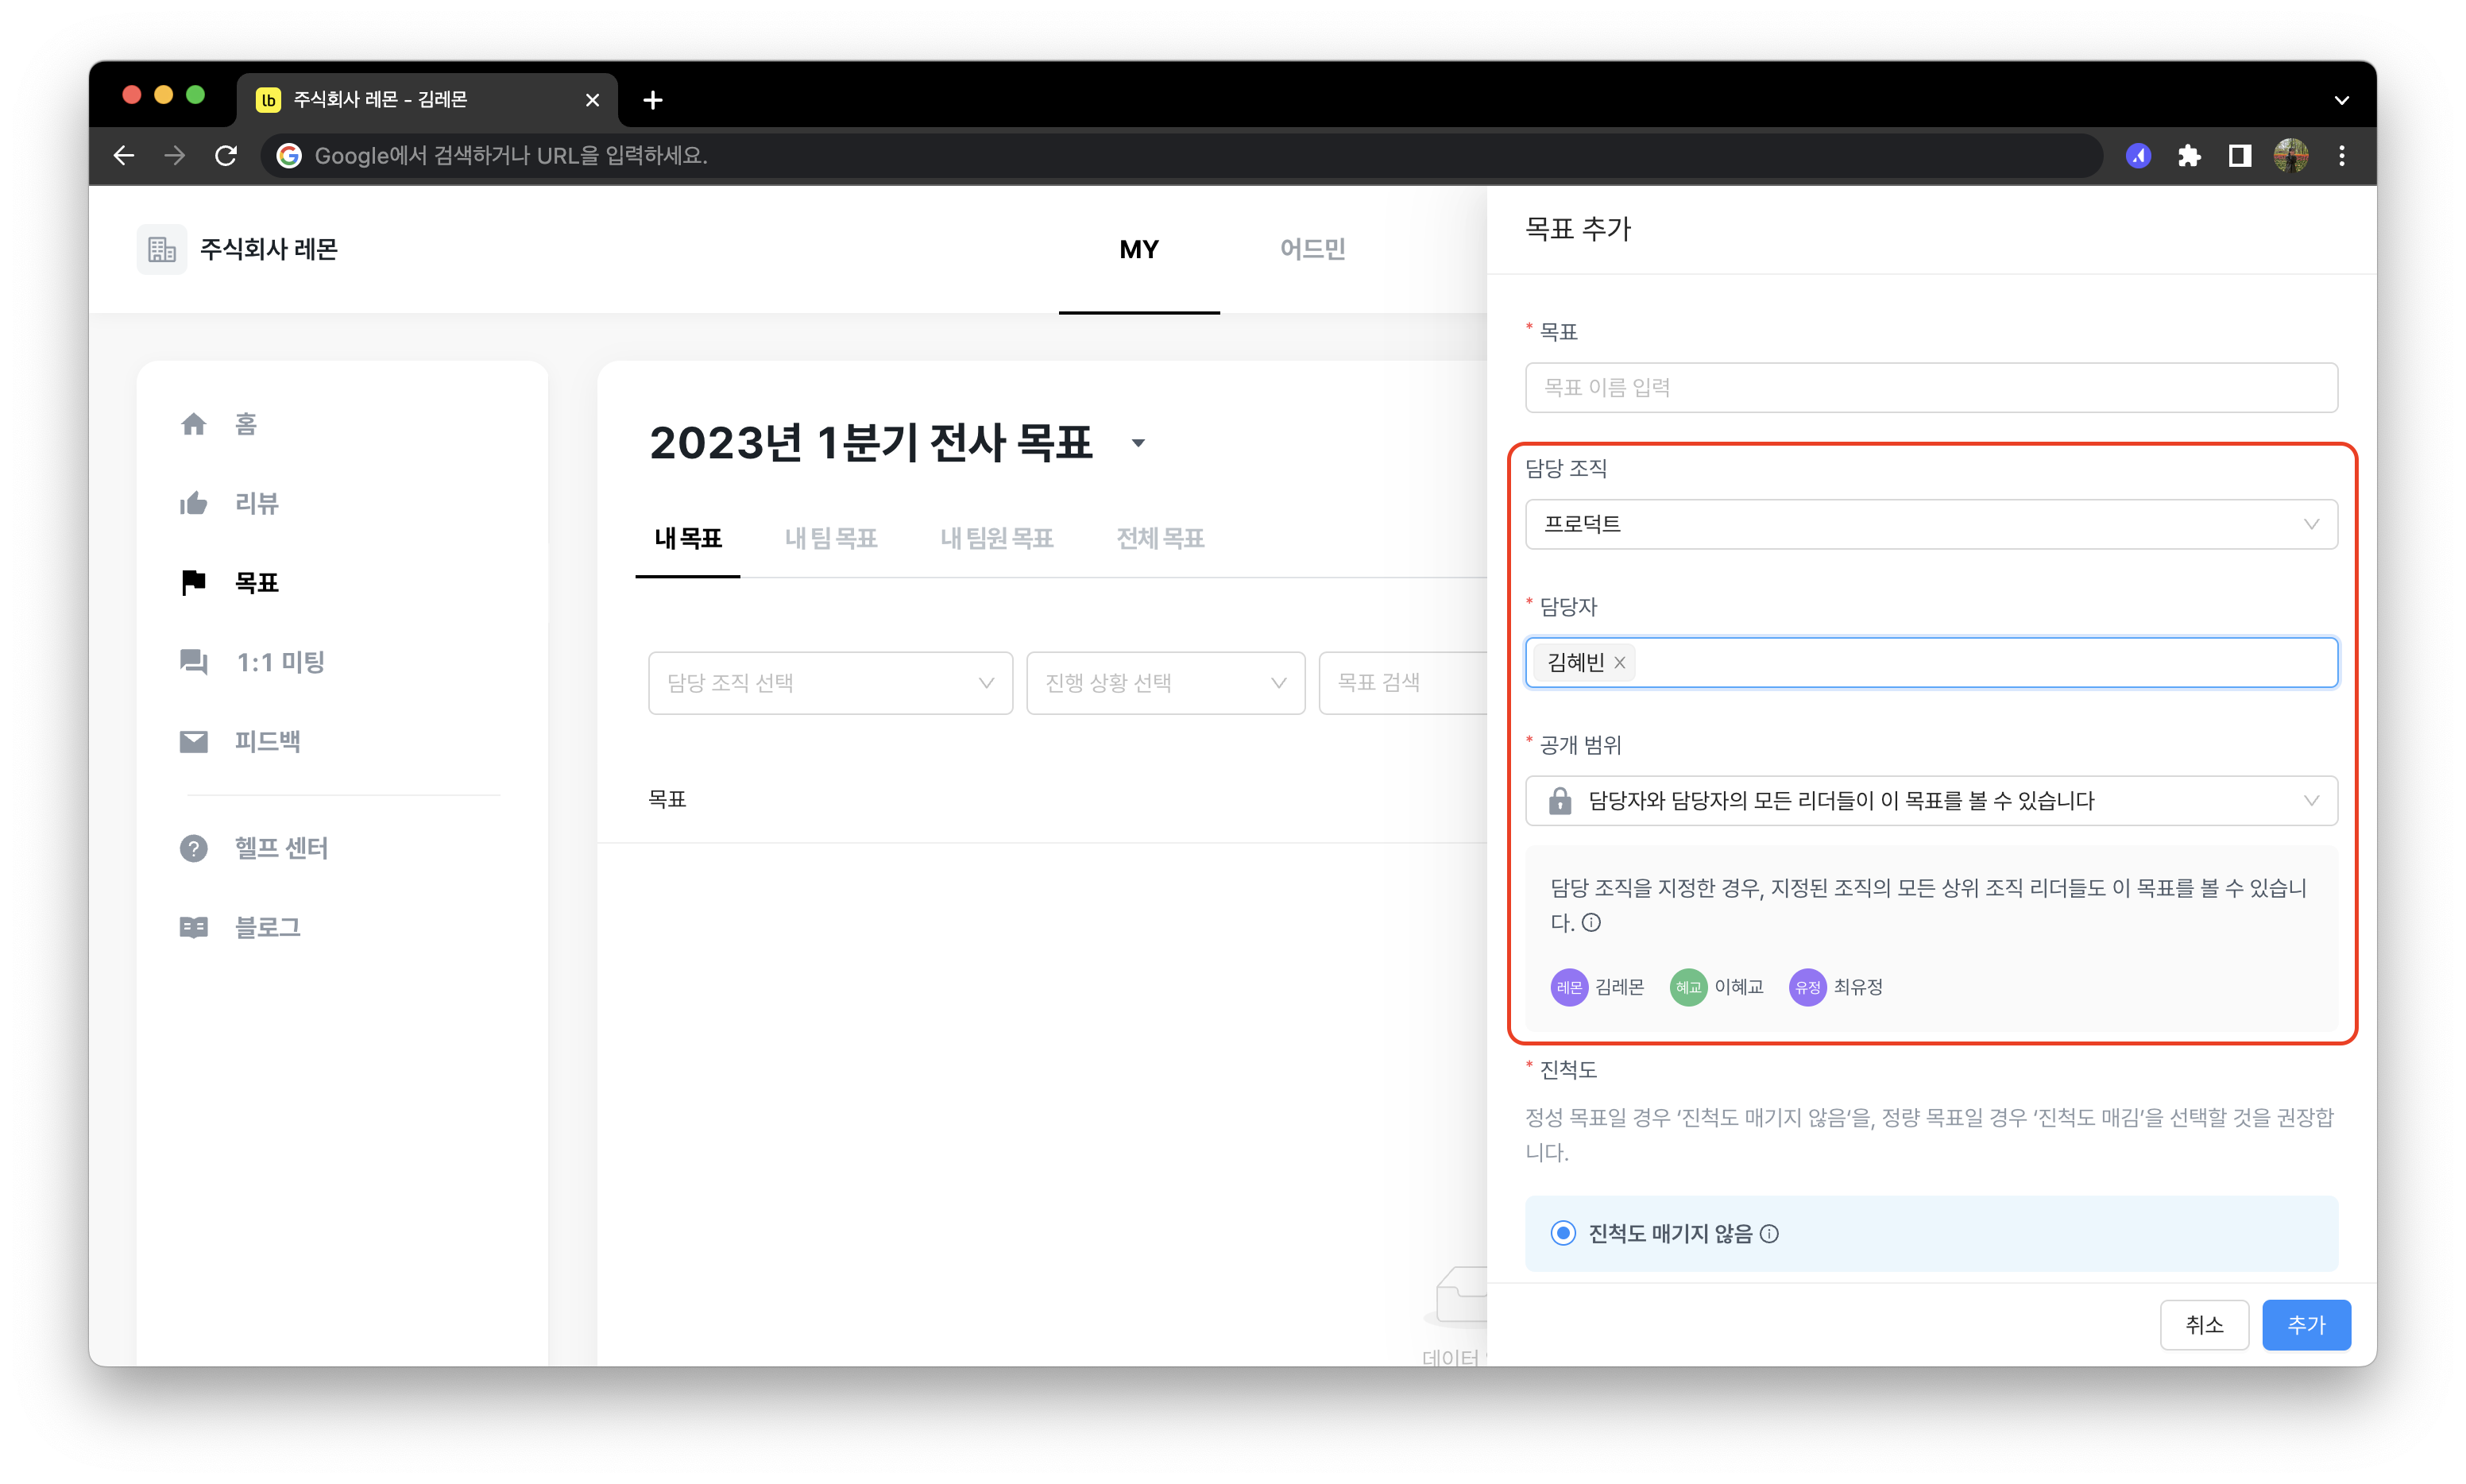 lb 주식회사 레몬 - 김레몬
Google에서 검색하거나 URL을 입력하세요.
주식회사 레몬
MY
어드민
홈
리뷰
목표
1:1 미팅
피드백
헬프 센터
블로그
2023년 1분기 전사 목표
내 목표
내 팀 목표
내 팀원 목표
전체 목표
담당 조직 선택
진행 상황 선택
목표 검색
목표
데이터
목표 추가
* 목표
목표 이름 입력
담당 조직
프로덕트
* 담당자
김혜빈
* 공개 범위
담당자와 담당자의 모든 리더들이 이 목표를 볼 수 있습니다
담당 조직을 지정한 경우, 지정된 조직의 모든 상위 조직 리더들도 이 목표를 볼 수 있습니
다.
레몬 김레몬 혜교 이혜교 유정 최유정
* 진척도
정성 목표일 경우 ‘진척도 매기지 않음‘을, 정량 목표일 경우 ‘진척도 매김’을 선택할 것을 권장합
니다.
진척도 매기지 않음
취소
추가